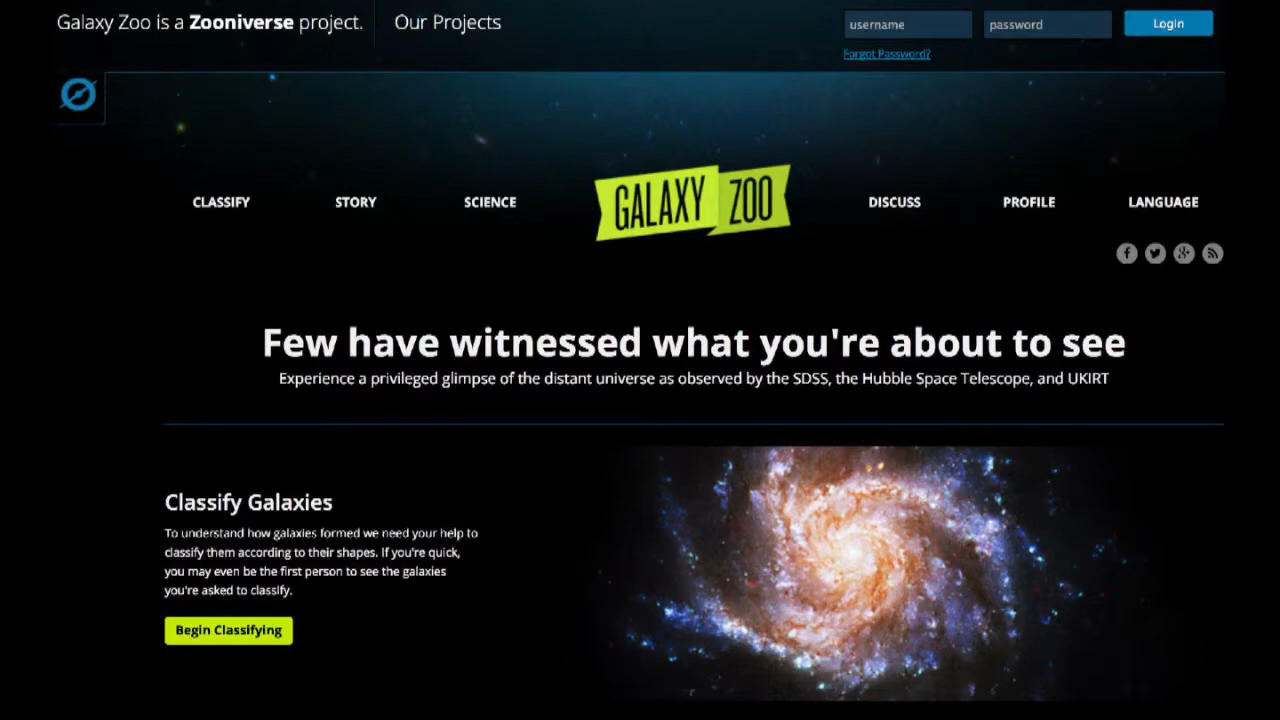 Galaxy Zoo is a Zooniverse project.
Our Projects
username
password
Login
Forgot Password?
CLASSIFY
STORY
SCIENCE
GALAXY ZOO
DISCUSS
PROFILE
LANGUAGE
Few have witnessed what you're about to see
Experience a privileged glimpse of the distant universe as observed by the SDSS, the Hubble Space Telescope, and UKIRT
Classify Galaxies
To understand how galaxies formed we need your help to
classify them according to their shapes. If you're quick,
you may even be the first person to see the galaxies
you're asked to classify.
Begin Classifying